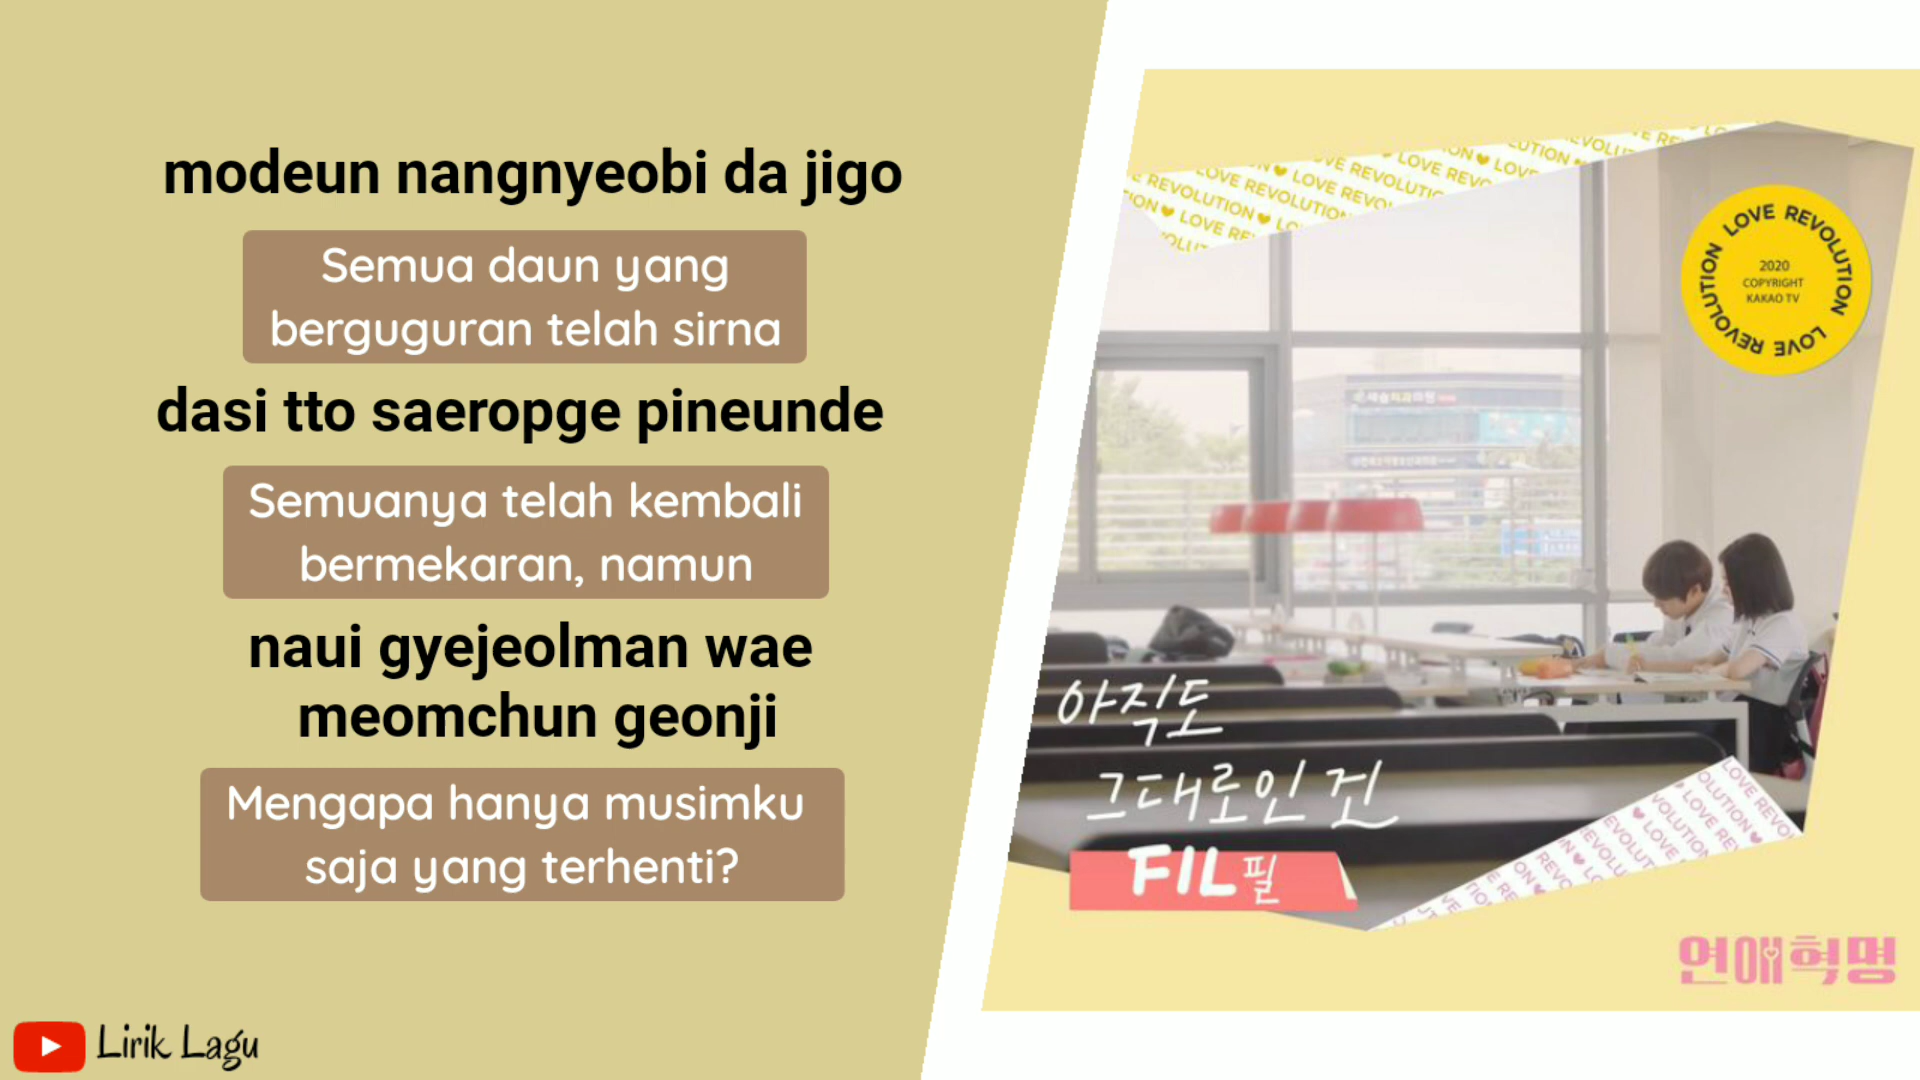 modeun nangnyeobi da jigo
Semua daun yang
berguguran telah sirna
dasi tto saeropge pineunde
Semuanya telah kembali
bermekaran, namun
naui gyejeolman wae
meomchun geonji
Mengapa hanya musimku
saja yang terhenti?
Lirik Lagu
LOVE REVOLUTION LOVE REVOLUTION
2020
COPYRIGHT
KAKAO TV
아직도
그대로인 건
FIL 필
연애혁명